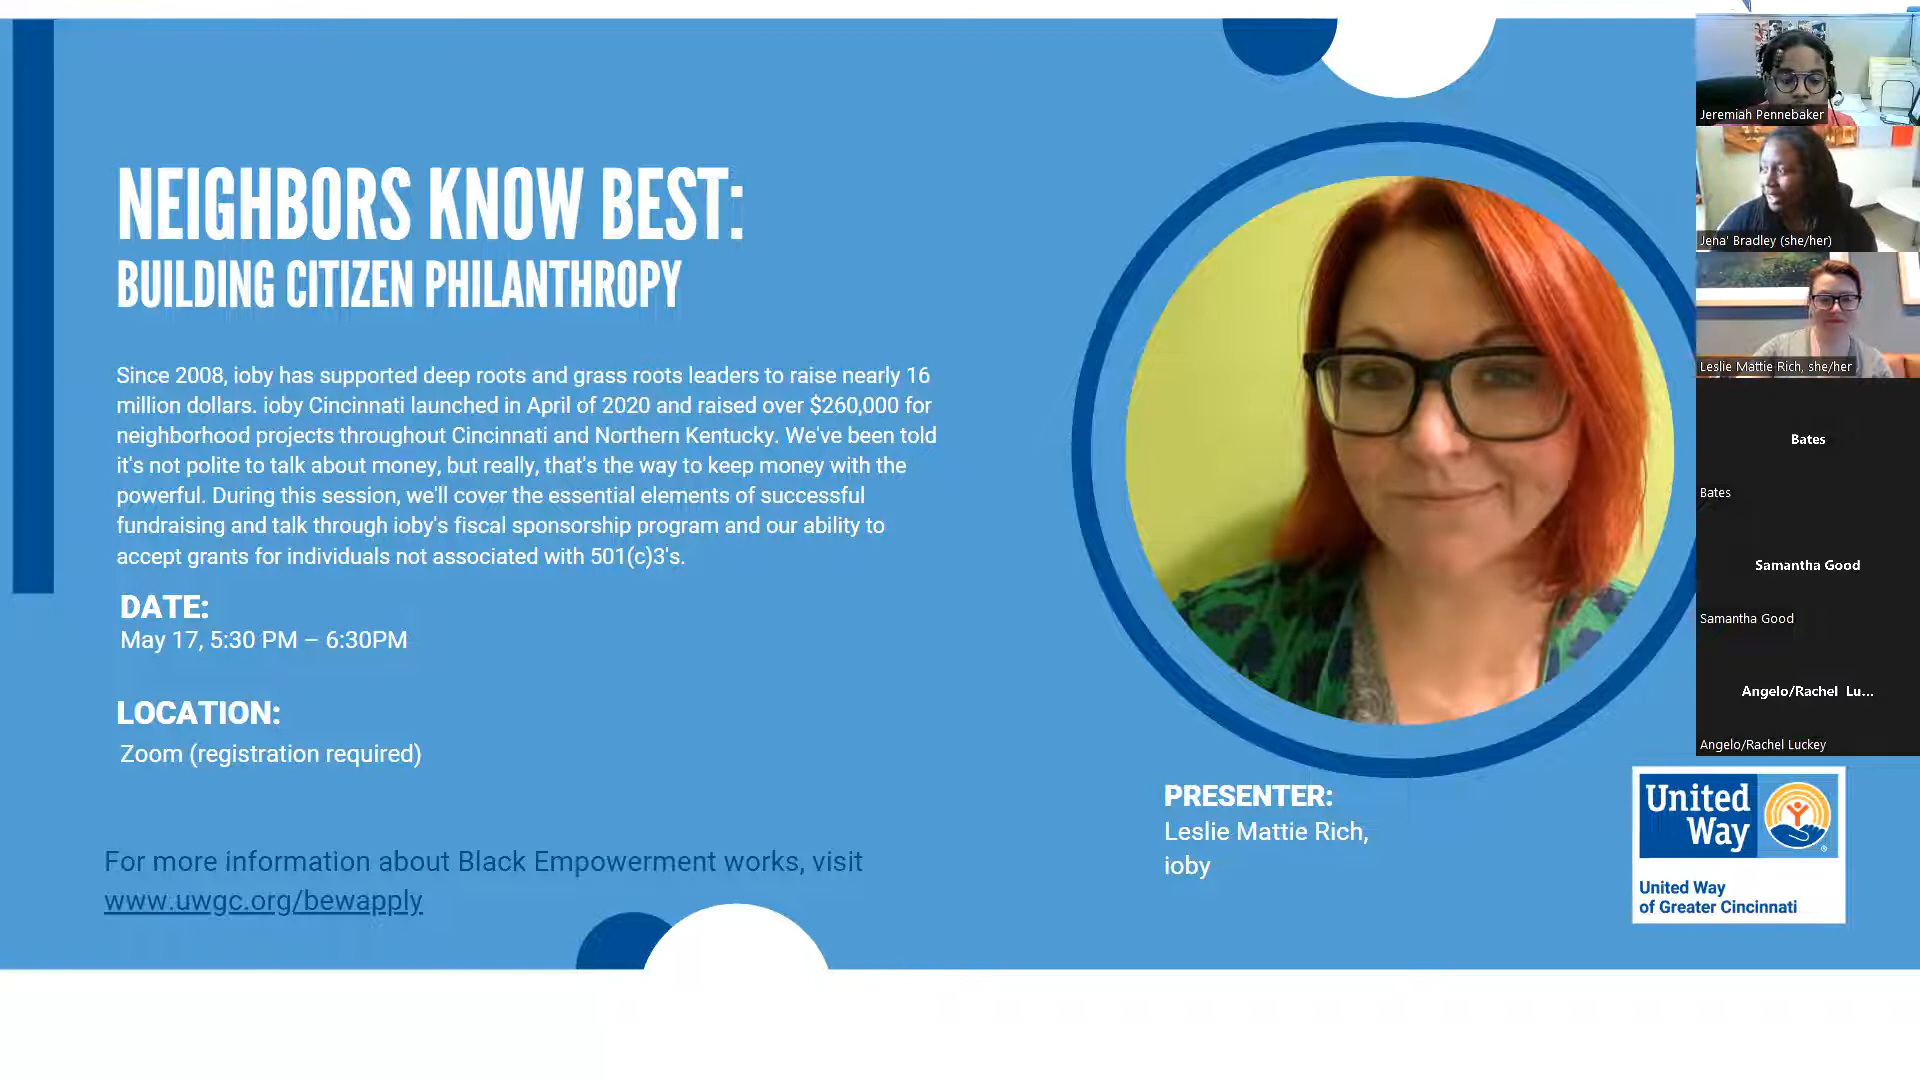 NEIGHBORS KNOW BEST:
BUILDING CITIZEN PHILANTHROPY
Since 2008, ioby has supported deep roots and grass roots leaders to raise nearly 16
million dollars. ioby Cincinnati launched in April of 2020 and raised over $260,000 for
neighborhood projects throughout Cincinnati and Northern Kentucky. We've been told
it's not polite to talk about money, but really, that's the way to keep money with the
powerful. During this session, we'll cover the essential elements of successful
fundraising and talk through ioby's fiscal sponsorship program and our ability to
accept grants for individuals not associated with 501(c)3's.
DATE:
May 17, 5:30 PM – 6:30PM
LOCATION:
Zoom (registration required)
For more information about Black Empowerment works, visit
www.uwgc.org/bewapply
PRESENTER:
Leslie Mattie Rich,
ioby
Jeremiah Pennebaker
Jena' Bradley (she/her)
Leslie Mattie Rich, she/her
Bates
Bates
Samantha Good
Samantha Good
Angelo/Rachel Lu...
Angelo/Rachel Luckey
United
Way
United Way
of Greater Cincinnati